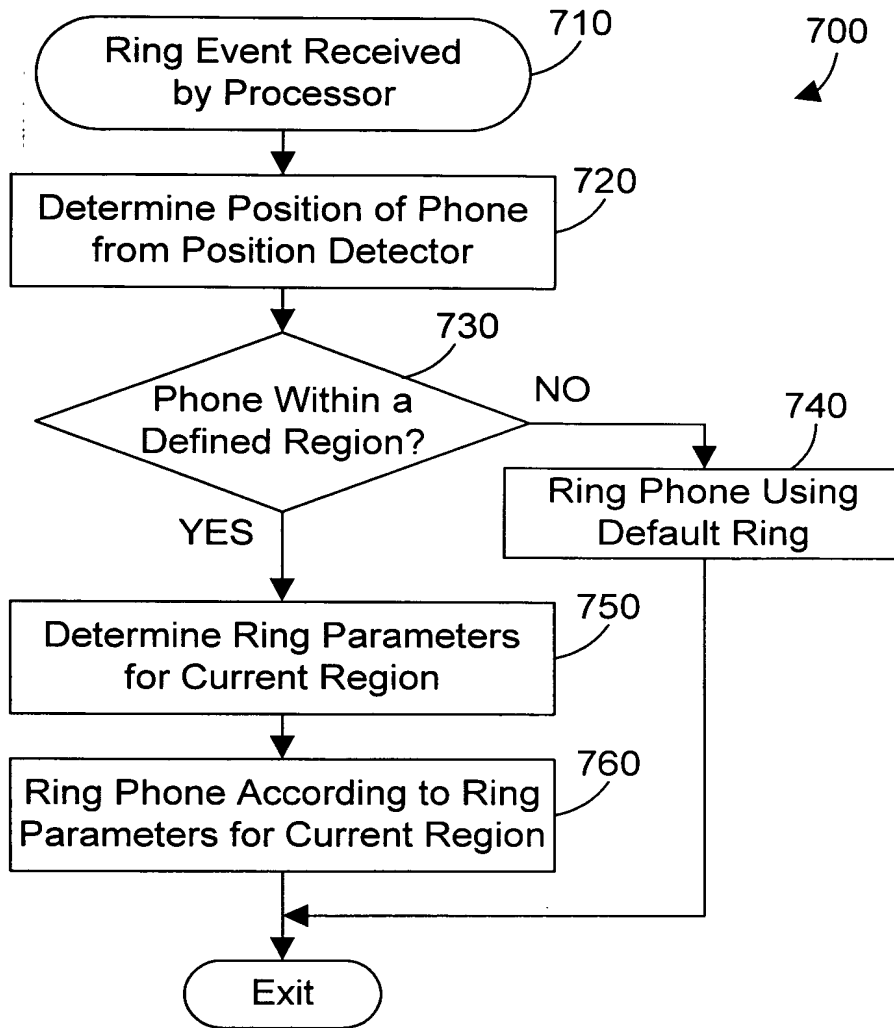 710
700
Ring Event Received
by Processor
720
Determine Position of Phone
from Position Detector
730
Phone Within a
Defined Region?
NO
740
Ring Phone Using
Default Ring
YES
750
Determine Ring Parameters
for Current Region
760
Ring Phone According to Ring
Parameters for Current Region
Exit